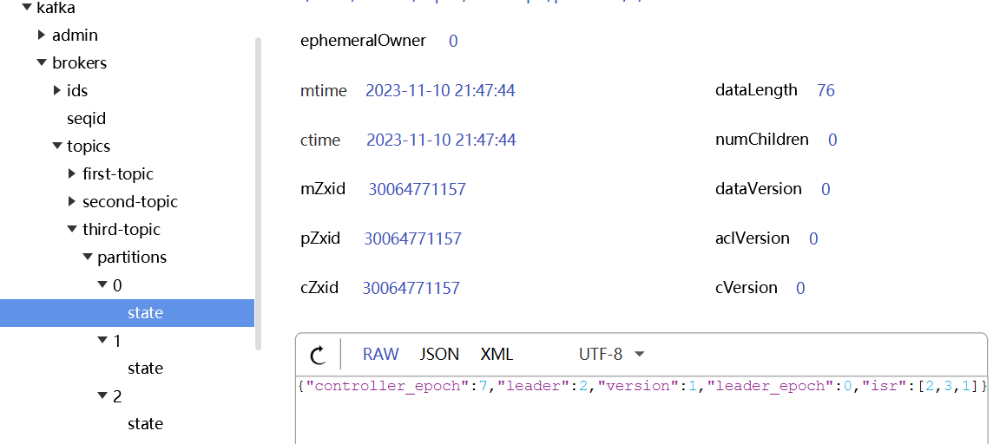 kafka
admin
brokers
ids
seqid
topics
first-topic
second-topic
third-topic
partitions
0
state
1
state
2
state
ephemeralOwner 0
mtime 2023-11-10 21:47:44 dataLength 76
ctime 2023-11-10 21:47:44 numChildren 0
mZxid 30064771157 dataVersion 0
pZxid 30064771157 aclVersion 0
cZxid 30064771157 cVersion 0
RAW JSON XML UTF-8
{"controller_epoch":7,"leader":2,"version":1,"leader_epoch":0,"isr":[2,3,1]}